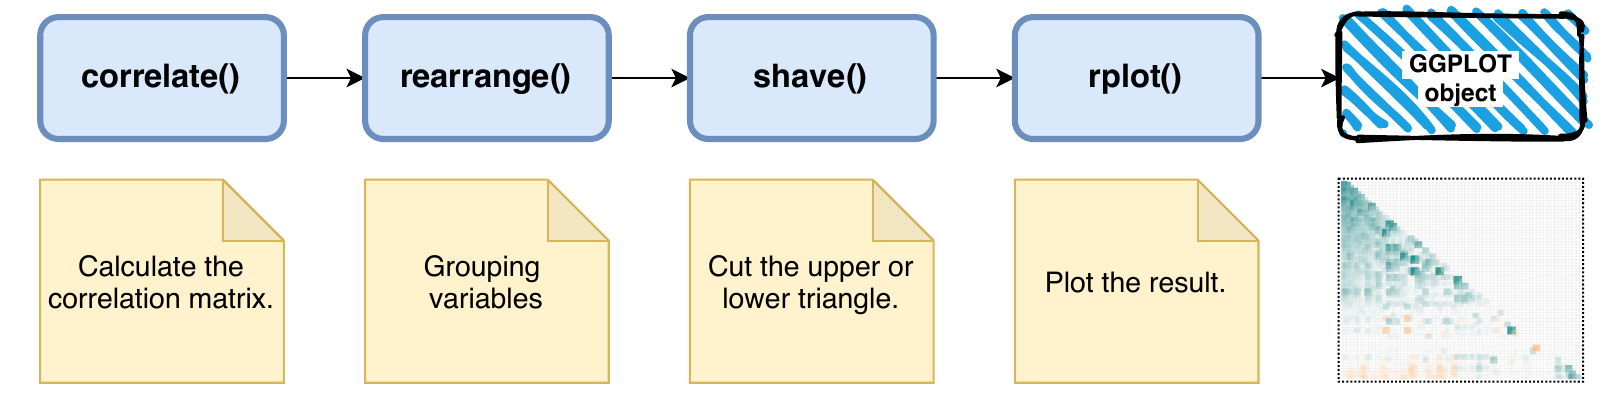 correlate()
rearrange()
shave()
rplot()
GGPLOT
object
Calculate the
correlation matrix.
Grouping
variables
Cut the upper or
lower triangle.
Plot the result.